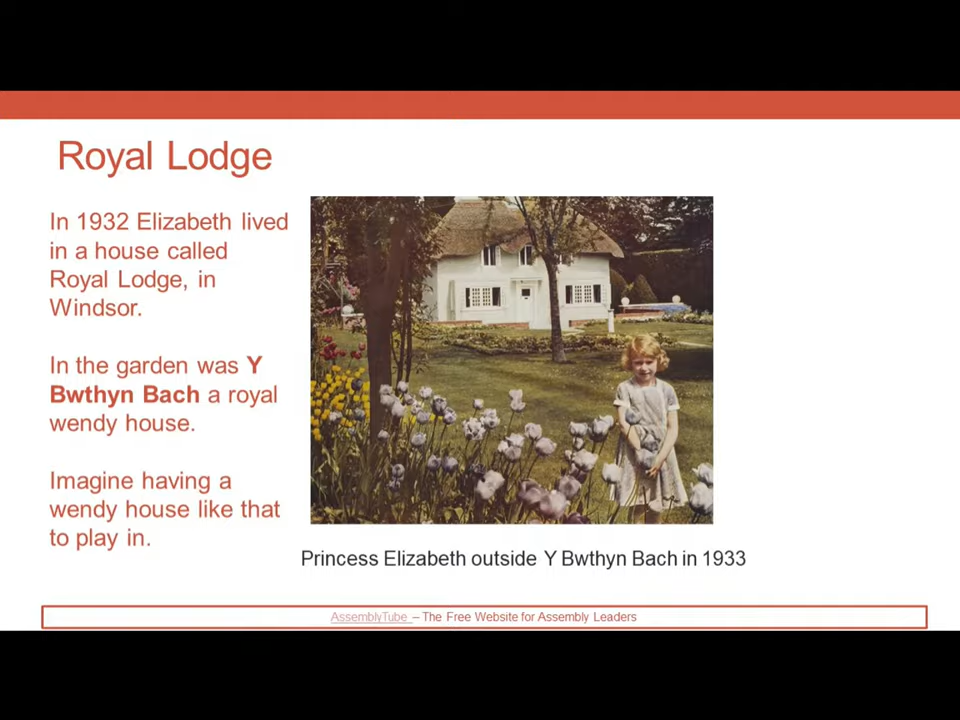 Royal Lodge
In 1932 Elizabeth lived
in a house called
Royal Lodge, in
Windsor.
In the garden was Y
Bwthyn Bach a royal
wendy house.
Imagine having a
wendy house like that
to play in.
Princess Elizabeth outside Y Bwthyn Bach in 1933
AssemblyTube – The Free Website for Assembly Leaders